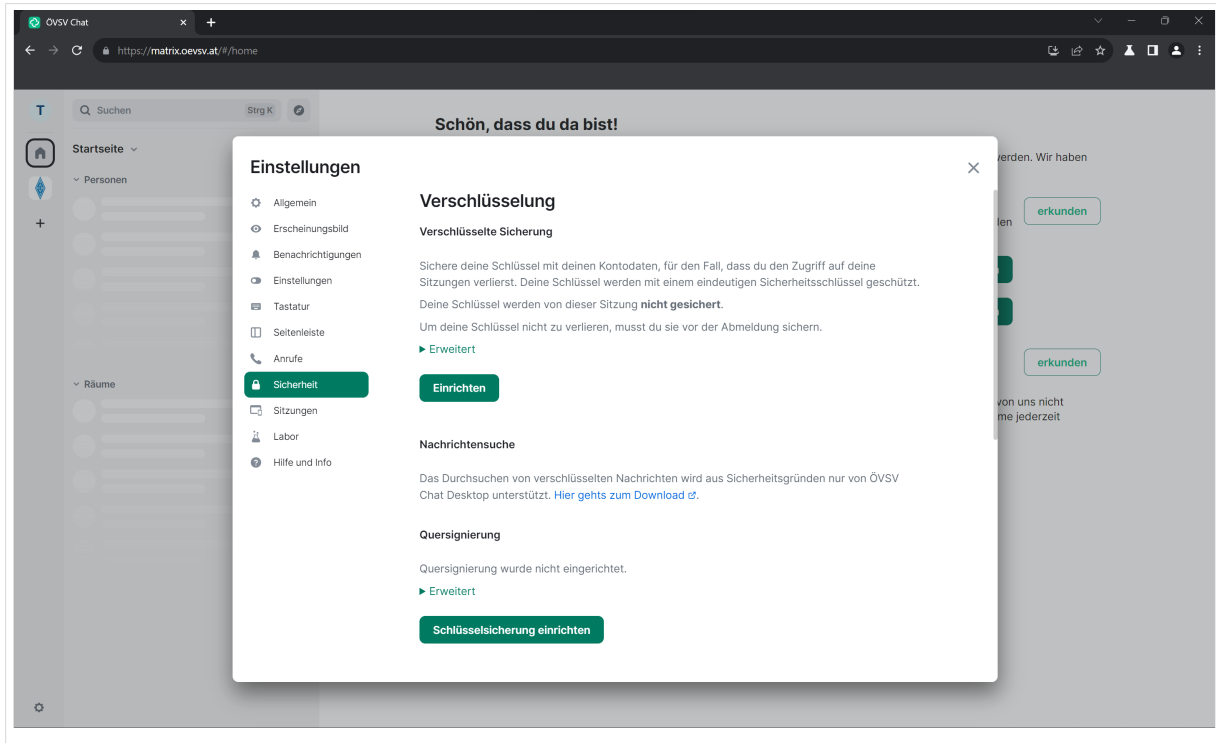 ÖVSV Chat
https://matrix.oevsv.at/#/home
T
Suchen
Strg K
Schön, dass du da bist!
Startseite
Personen
Räume
werden. Wir haben
erkunden
len
erkunden
von uns nicht
me jederzeit
Einstellungen
Allgemein
Erscheinungsbild
Benachrichtigungen
Einstellungen
Tastatur
Seitenleiste
Anrufe
Sicherheit
Sitzungen
Labor
Hilfe und Info
Verschlüsselung
Verschlüsselte Sicherung
Sichere deine Schlüssel mit deinen Kontodaten, für den Fall, dass du den Zugriff auf deine
Sitzungen verlierst. Deine Schlüssel werden mit einem eindeutigen Sicherheitsschlüssel geschützt.
Deine Schlüssel werden von dieser Sitzung nicht gesichert.
Um deine Schlüssel nicht zu verlieren, musst du sie vor der Abmeldung sichern.
Erweitert
Einrichten
Nachrichtensuche
Das Durchsuchen von verschlüsselten Nachrichten wird aus Sicherheitsgründen nur von ÖVSV
Chat Desktop unterstützt. Hier gehts zum Download.
Quersignierung
Quersignierung wurde nicht eingerichtet.
Erweitert
Schlüsselsicherung einrichten